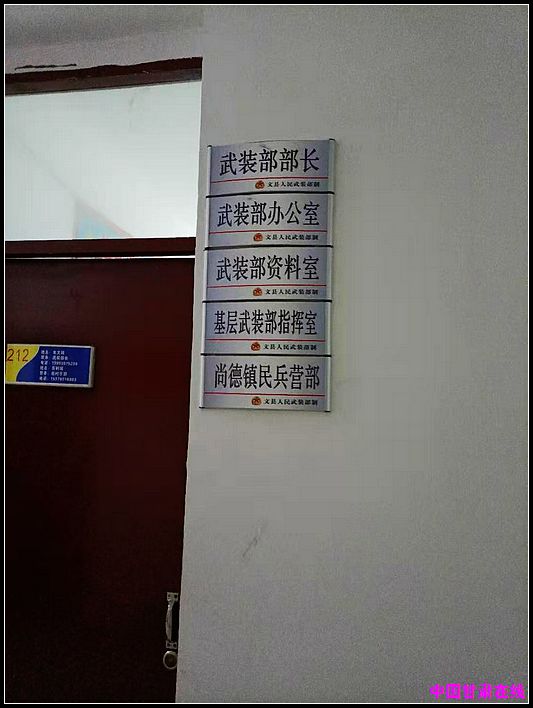 武装部部长
文县人民武装部制
武装部办公室
文县人民武装部制
武装部资料室
文县人民武装部制
基层武装部指挥室
文县人民武装部制
尚德镇民兵营部
文县人民武装部制
212
中国甘肃在线